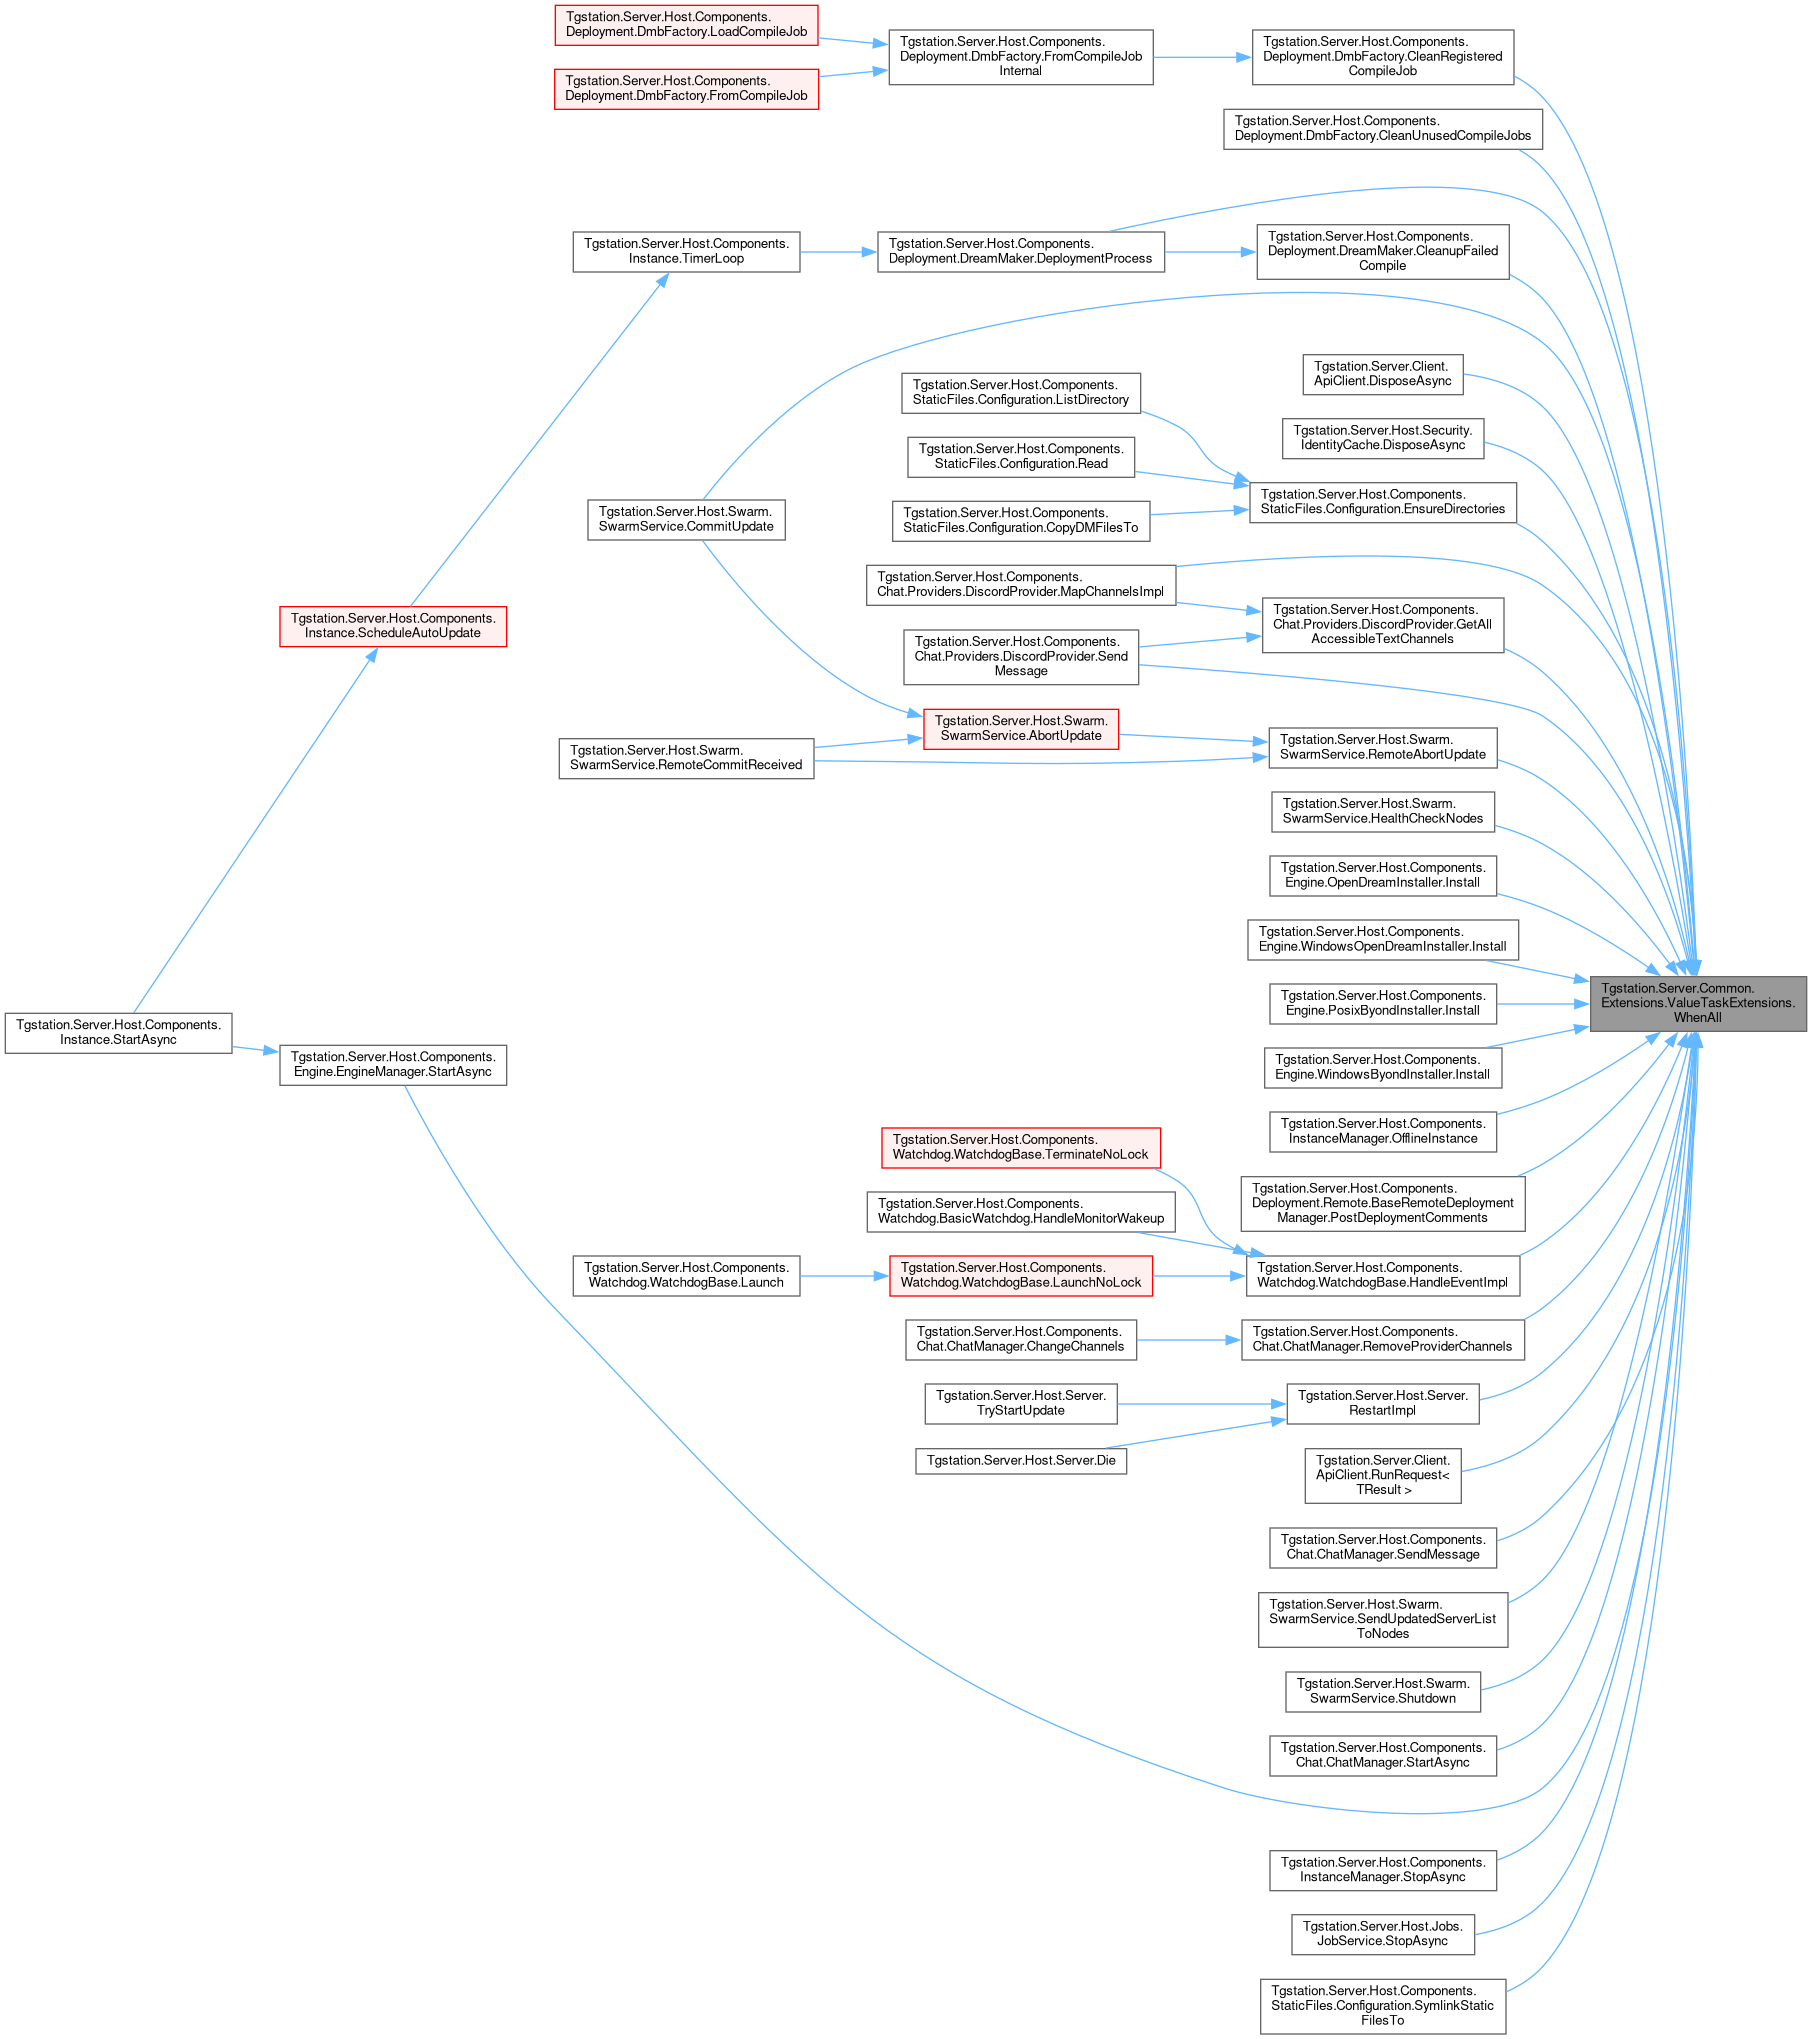 Tgstation.Server.Host.Components.
Deployment.DmbFactory.LoadCompileJob
Tgstation.Server.Host.Components.
Deployment.DmbFactory.FromCompileJob
Tgstation.Server.Host.Components.
Deployment.DmbFactory.FromCompileJob
Internal
Tgstation.Server.Host.Components.
Deployment.DmbFactory.CleanRegistered
CompileJob
Tgstation.Server.Host.Components.
Deployment.DmbFactory.CleanUnusedCompileJobs
Tgstation.Server.Host.Components.
Instance.TimerLoop
Tgstation.Server.Host.Components.
Deployment.DreamMaker.DeploymentProcess
Tgstation.Server.Host.Components.
Deployment.DreamMaker.CleanupFailed
Compile
Tgstation.Server.Client.
ApiClient.DisposeAsync
Tgstation.Server.Host.Components.
StaticFiles.Configuration.ListDirectory
Tgstation.Server.Host.Security.
IdentityCache.DisposeAsync
Tgstation.Server.Host.Components.
StaticFiles.Configuration.Read
Tgstation.Server.Host.Components.
StaticFiles.Configuration.EnsureDirectories
Tgstation.Server.Host.Swarm.
SwarmService.CommitUpdate
Tgstation.Server.Host.Components.
StaticFiles.Configuration.CopyDMFilesTo
Tgstation.Server.Host.Components.
Chat.Providers.DiscordProvider.MapChannelsImpl
Tgstation.Server.Host.Components.
Chat.Providers.DiscordProvider.GetAll
AccessibleTextChannels
Tgstation.Server.Host.Components.
Instance.ScheduleAutoUpdate
Tgstation.Server.Host.Components.
Chat.Providers.DiscordProvider.Send
Message
Tgstation.Server.Host.Swarm.
SwarmService.AbortUpdate
Tgstation.Server.Host.Swarm.
SwarmService.RemoteCommitReceived
Tgstation.Server.Host.Swarm.
SwarmService.RemoteAbortUpdate
Tgstation.Server.Host.Swarm.
SwarmService.HealthCheckNodes
Tgstation.Server.Host.Components.
Engine.OpenDreamInstaller.Install
Tgstation.Server.Host.Components.
Engine.WindowsOpenDreamInstaller.Install
Tgstation.Server.Common.
Extensions.ValueTaskExtensions.
WhenAll
Tgstation.Server.Host.Components.
Engine.PosixByondInstaller.Install
Tgstation.Server.Host.Components.
Instance.StartAsync
Tgstation.Server.Host.Components.
Engine.EngineManager.StartAsync
Tgstation.Server.Host.Components.
Engine.WindowsByondInstaller.Install
Tgstation.Server.Host.Components.
InstanceManager.OfflineInstance
Tgstation.Server.Host.Components.
Watchdog.WatchdogBase.TerminateNoLock
Tgstation.Server.Host.Components.
Deployment.Remote.BaseRemoteDeployment
Manager.PostDeploymentComments
Tgstation.Server.Host.Components.
Watchdog.BasicWatchdog.HandleMonitorWakeup
Tgstation.Server.Host.Components.
Watchdog.WatchdogBase.Launch
Tgstation.Server.Host.Components.
Watchdog.WatchdogBase.LaunchNoLock
Tgstation.Server.Host.Components.
Watchdog.WatchdogBase.HandleEventImpl
Tgstation.Server.Host.Components.
Chat.ChatManager.ChangeChannels
Tgstation.Server.Host.Components.
Chat.ChatManager.RemoveProviderChannels
Tgstation.Server.Host.Server.
TryStartUpdate
Tgstation.Server.Host.Server.
RestartImpl
Tgstation.Server.Host.Server.Die
Tgstation.Server.Client.
ApiClient.RunRequest<
TResult >
Tgstation.Server.Host.Components.
Chat.ChatManager.SendMessage
Tgstation.Server.Host.Swarm.
SwarmService.SendUpdatedServerList
ToNodes
Tgstation.Server.Host.Swarm.
SwarmService.Shutdown
Tgstation.Server.Host.Components.
Chat.ChatManager.StartAsync
Tgstation.Server.Host.Components.
InstanceManager.StopAsync
Tgstation.Server.Host.Jobs.
JobService.StopAsync
Tgstation.Server.Host.Components.
StaticFiles.Configuration.SymlinkStatic
FilesTo